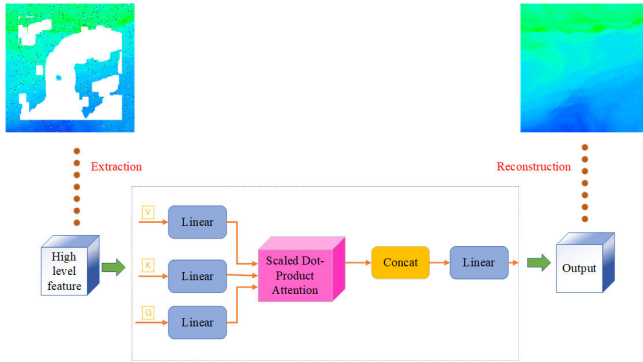 Extraction
Reconstruction
V
Linear
High
level
feature
K
Linear
Scaled Dot-
Product
Attention
Concat
Linear
Output
Q
Linear